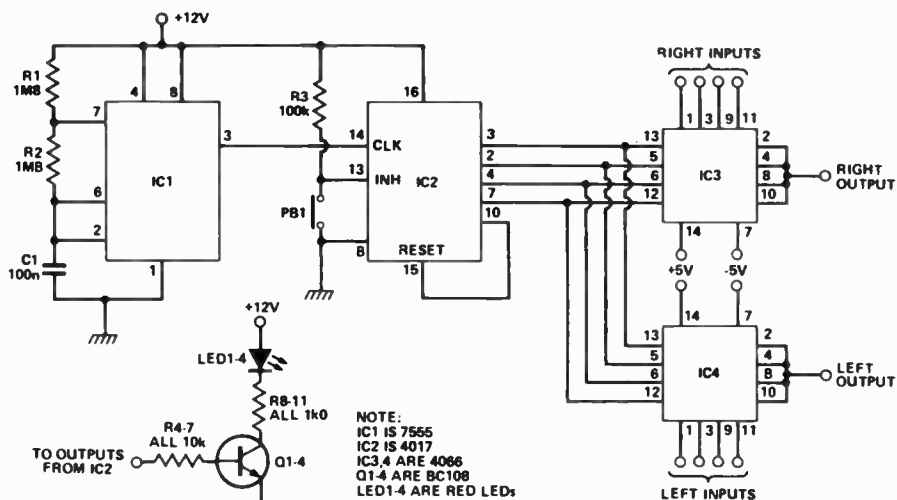 +12V
R1
1M8
R2
1M8
C1
100n
4
8
7
6
2
1
3
IC1
R3
100k
PB1
16
14
CLK
13
INH
IC2
8
RESET
15
3
2
4
7
10
RIGHT INPUTS
1
3
9
11
13
5
6
12
IC3
2
4
8
10
RIGHT
OUTPUT
14
7
+5V
-5V
14
7
13
5
6
12
IC4
2
4
8
10
LEFT
OUTPUT
1
3
9
11
LEFT INPUTS
+12V
LED1-4
R8-11
ALL 1k0
R4-7
ALL 10k
TO OUTPUTS
FROM IC2
Q1-4
NOTE:
IC1 IS 7555
IC2 IS 4017
IC3,4 ARE 4066
Q1-4 ARE BC108
LED1-4 ARE RED LEDs